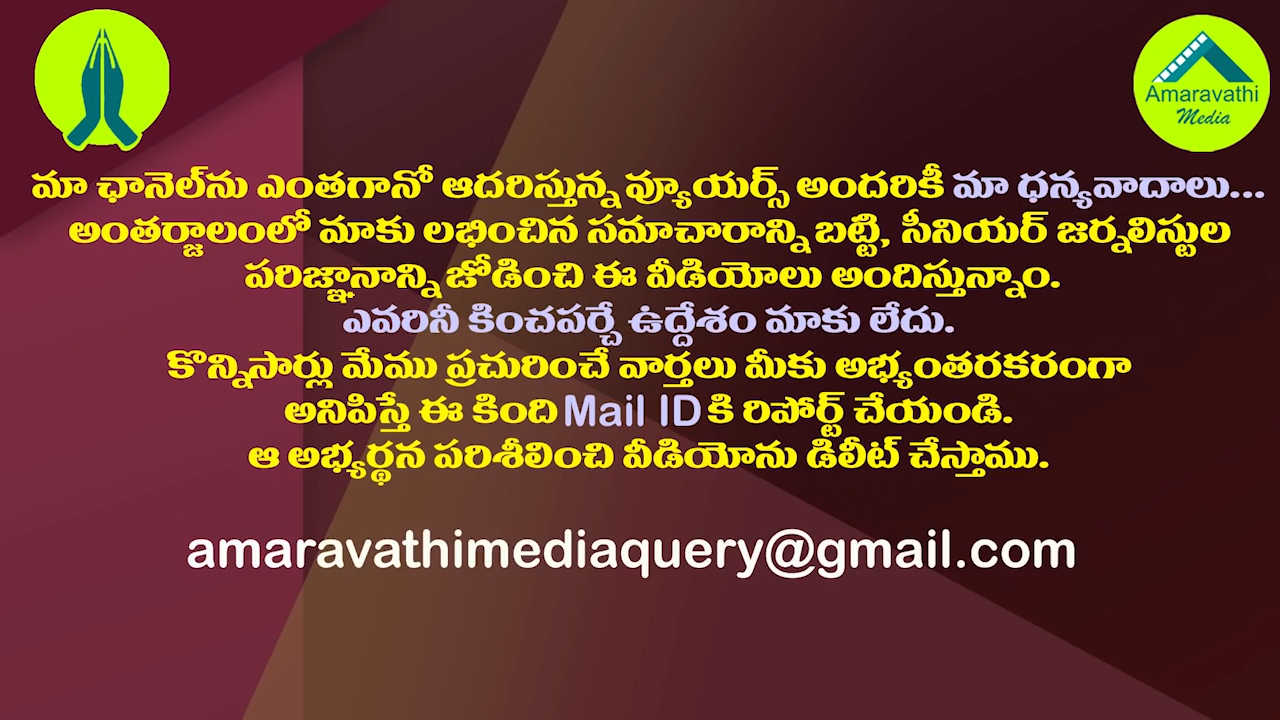 Amaravathi
Media
మా ఛానెల్‌ను ఎంతగానో ఆదరిస్తున్న వ్యూయర్స్ అందరికీ మా ధన్యవాదాలు...
అంతర్జాలంలో మాకు లభించిన సమాచారాన్ని బట్టి, సీనియర్ జర్నలిస్టుల
పరిజ్ఞానాన్ని జోడించి ఈ వీడియోలు అందిస్తున్నాం.
ఎవరినీ కించపర్చే ఉద్దేశం మాకు లేదు.
కొన్నిసార్లు మేము ప్రచురించే వార్తలు మీకు అభ్యంతరకరంగా
అనిపిస్తే ఈ కింది Mail ID కి రిపోర్ట్ చేయండి.
ఆ అభ్యర్థన పరిశీలించి వీడియోను డిలీట్ చేస్తాము.
amaravathimediaquery@gmail.com